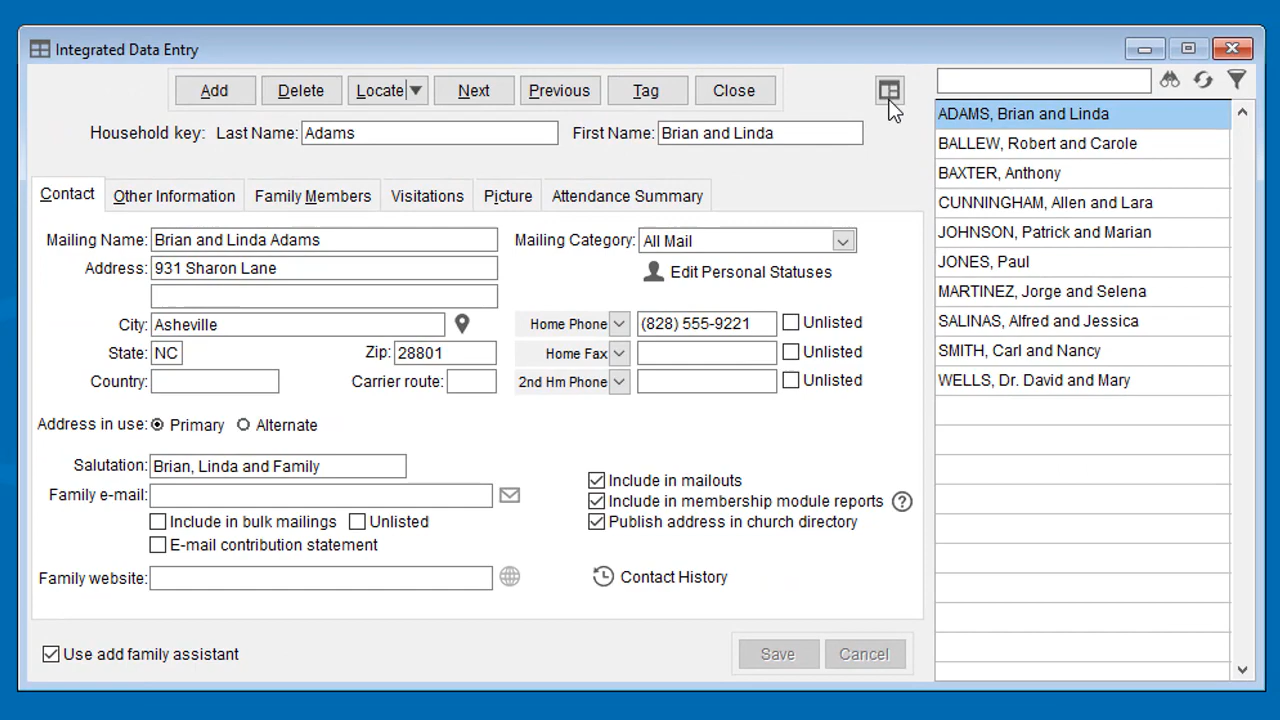 Integrated Data Entry
Add Delete Locate Next Previous Tag Close
Household key: Last Name: Adams First Name: Brian and Linda
Contact Other Information Family Members Visitations Picture Attendance Summary
Mailing Name: Brian and Linda Adams Mailing Category: All Mail
Address: 931 Sharon Lane Edit Personal Statuses
City: Asheville Home Phone (828) 555-9221 Unlisted
State: NC Zip: 28801 Home Fax Unlisted
Country: Carrier route: 2nd Hm Phone Unlisted
Address in use: Primary Alternate
Salutation: Brian, Linda and Family Include in mailouts
Family e-mail: Include in membership module reports ?
Include in bulk mailings Unlisted Publish address in church directory
E-mail contribution statement
Family website: Contact History
Use add family assistant Save Cancel
ADAMS, Brian and Linda
BALLEW, Robert and Carole
BAXTER, Anthony
CUNNINGHAM, Allen and Lara
JOHNSON, Patrick and Marian
JONES, Paul
MARTINEZ, Jorge and Selena
SALINAS, Alfred and Jessica
SMITH, Carl and Nancy
WELLS, Dr. David and Mary